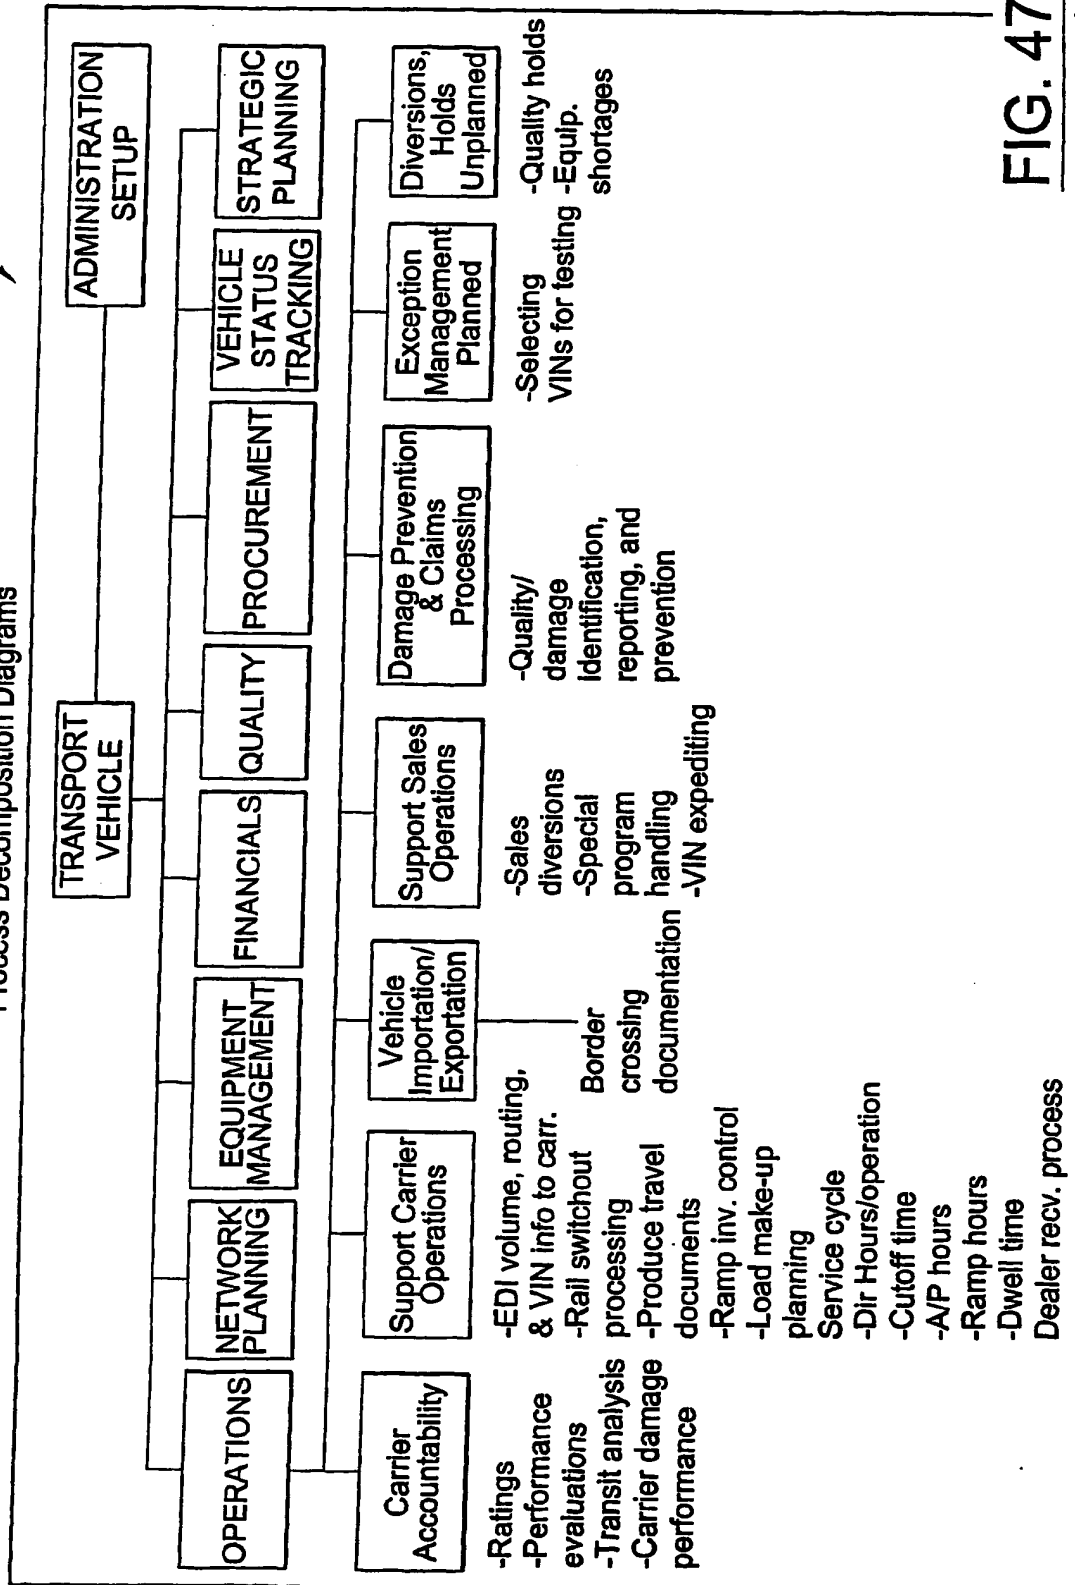 Process Decomposition Diagrams
TRANSPORT
VEHICLE
ADMINISTRATION
SETUP
OPERATIONS
NETWORK
PLANNING
EQUIPMENT
MANAGEMENT
FINANCIALS
QUALITY
PROCUREMENT
VEHICLE
STATUS
TRACKING
STRATEGIC
PLANNING
Carrier
Accountability
-Ratings
-Performance
evaluations
-Transit analysis
-Carrier damage
performance
Support Carrier
Operations
-EDI volume, routing,
& VIN info to carr.
-Rail switchout
processing
-Produce travel
documents
-Ramp inv. control
-Load make-up
planning
Service cycle
-Dir Hours/operation
-Cutoff time
-A/P hours
-Ramp hours
-Dwell time
Dealer recv. process
Vehicle
Importation/
Exportation
Border
crossing
documentation
Support Sales
Operations
-Sales
diversions
-Special
program
handling
-VIN expediting
Damage Prevention
& Claims
Processing
-Quality/
damage
identification,
reporting, and
prevention
Exception
Management
Planned
-Selecting
VINs for testing
Diversions,
Holds
Unplanned
-Quality holds
-Equip.
shortages
FIG. 47